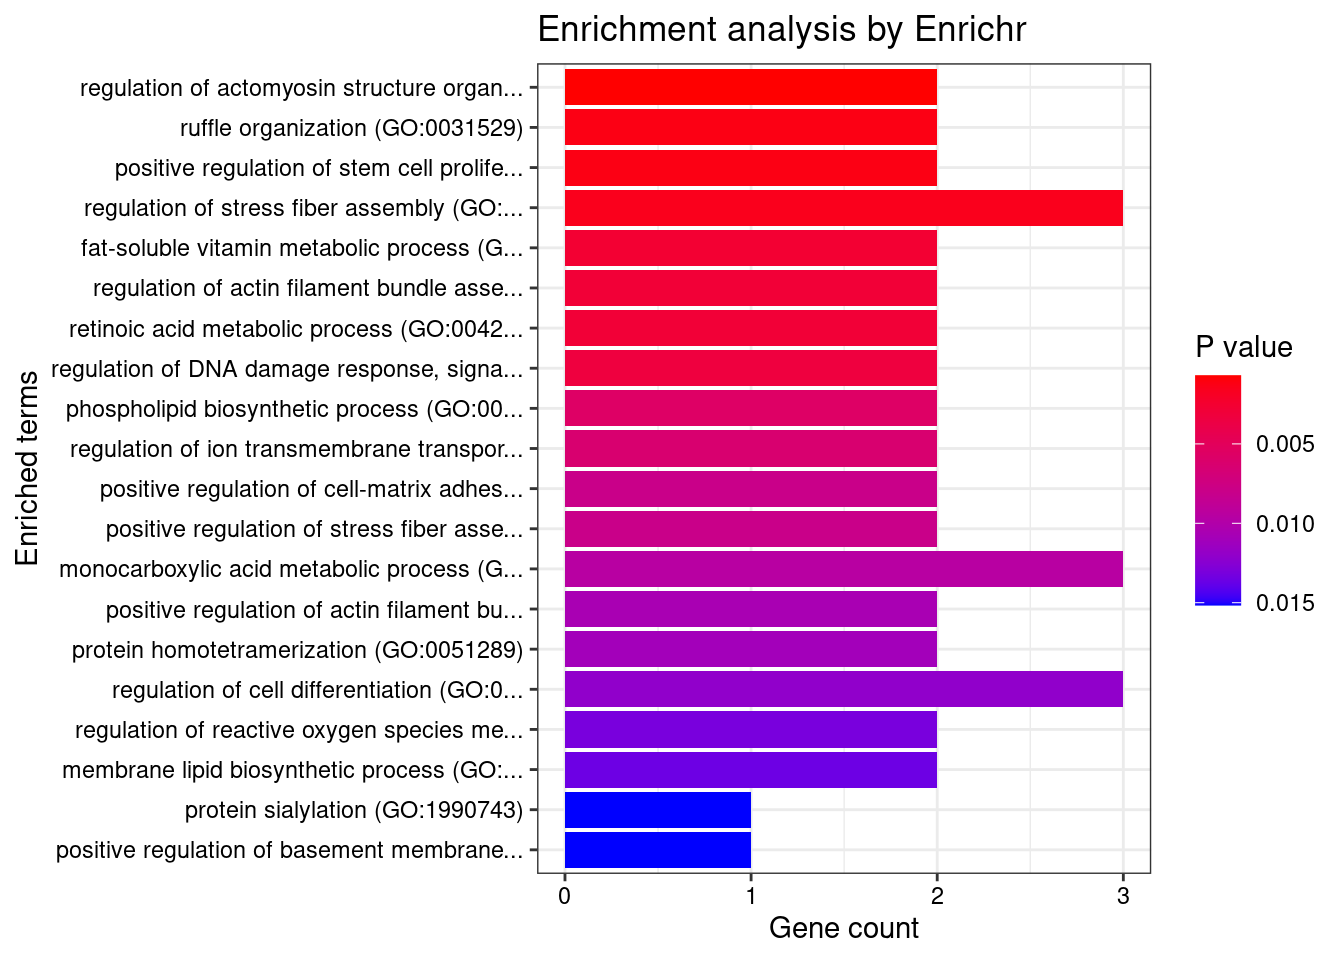 Enrichment analysis by Enrichr
regulation of actomyosin structure organ...
ruffle organization (GO:0031529)
positive regulation of stem cell prolife...
regulation of stress fiber assembly (GO:...
fat-soluble vitamin metabolic process (G...
regulation of actin filament bundle asse...
retinoic acid metabolic process (GO:0042...
regulation of DNA damage response, signa...
phospholipid biosynthetic process (GO:00...
regulation of ion transmembrane transpor...
positive regulation of cell-matrix adhes...
positive regulation of stress fiber asse...
monocarboxylic acid metabolic process (G...
positive regulation of actin filament bu...
protein homotetramerization (GO:0051289)
regulation of cell differentiation (GO:0...
regulation of reactive oxygen species me...
membrane lipid biosynthetic process (GO:...
protein sialylation (GO:1990743)
positive regulation of basement membrane...
Enriched terms
0 1 2 3
Gene count
P value
0.005
0.010
0.015